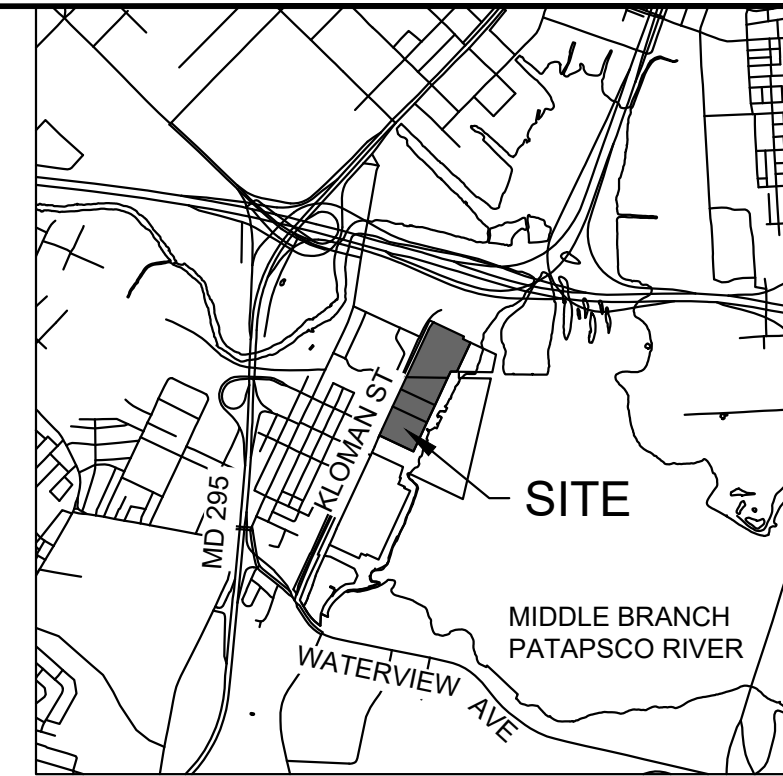 KLOMAN ST
MD 295
SITE
MIDDLE BRANCH
PATAPSCO RIVER
WATERVIEW AVE